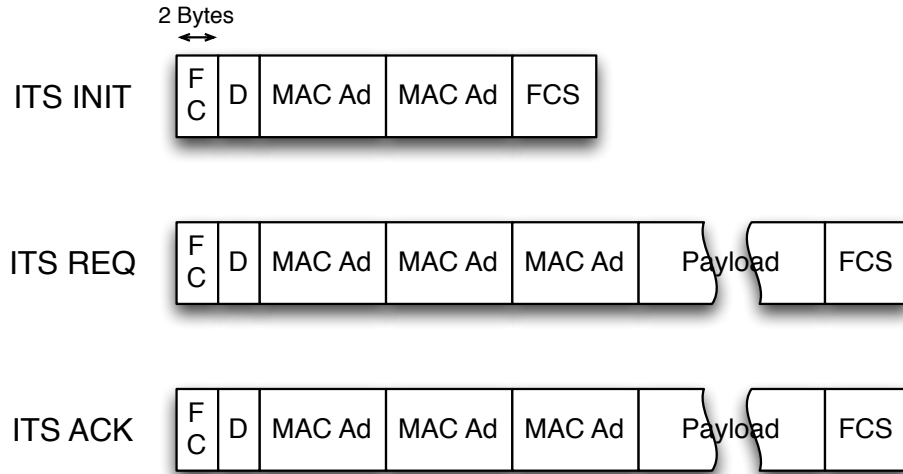 2 Bytes
ITS INIT
F
C
D
MAC Ad
MAC Ad
FCS
ITS REQ
F
C
D
MAC Ad
MAC Ad
MAC Ad
Payload
FCS
ITS ACK
F
C
D
MAC Ad
MAC Ad
MAC Ad
Payload
FCS